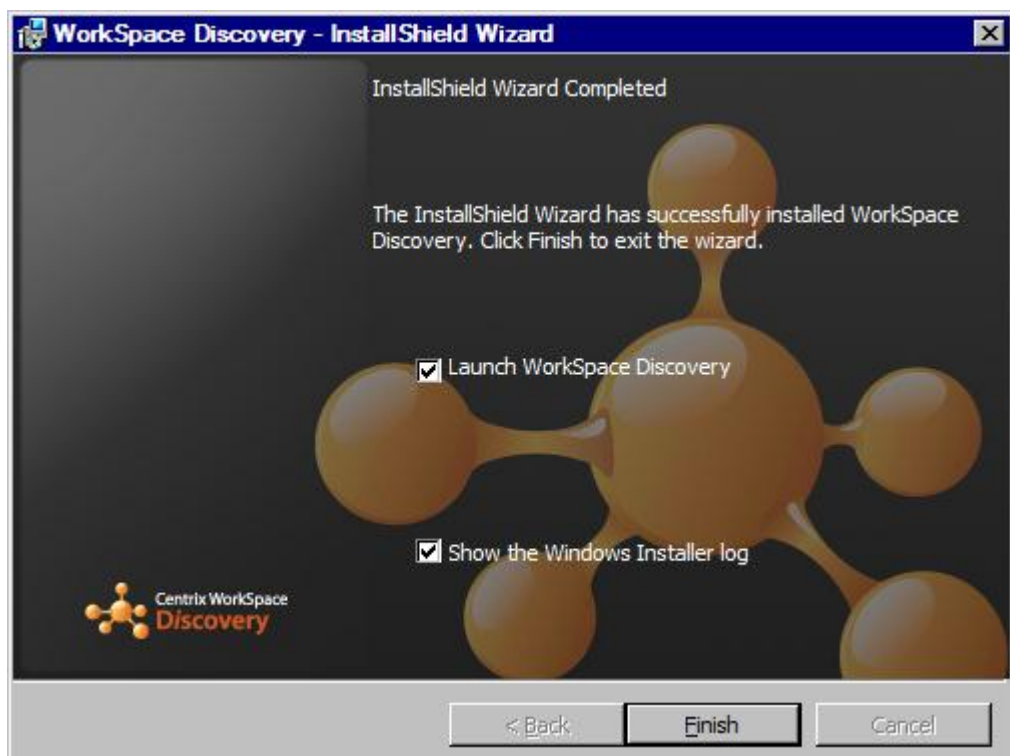 WorkSpace Discovery - InstallShield Wizard
InstallShield Wizard Completed
The InstallShield Wizard has successfully installed WorkSpace
Discovery. Click Finish to exit the wizard.
Launch WorkSpace Discovery
Show the Windows Installer log
Centrix WorkSpace
Discovery
< Back
Finish
Cancel